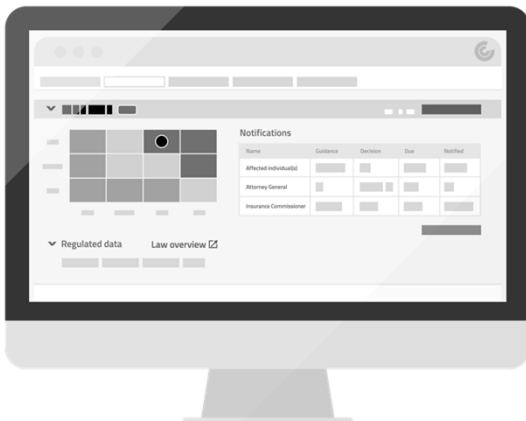 Notifications
Name Guidance Decision Due Notified
Affected individual(s)
Attorney General
Insurance Commissioner
Regulated data Law overview